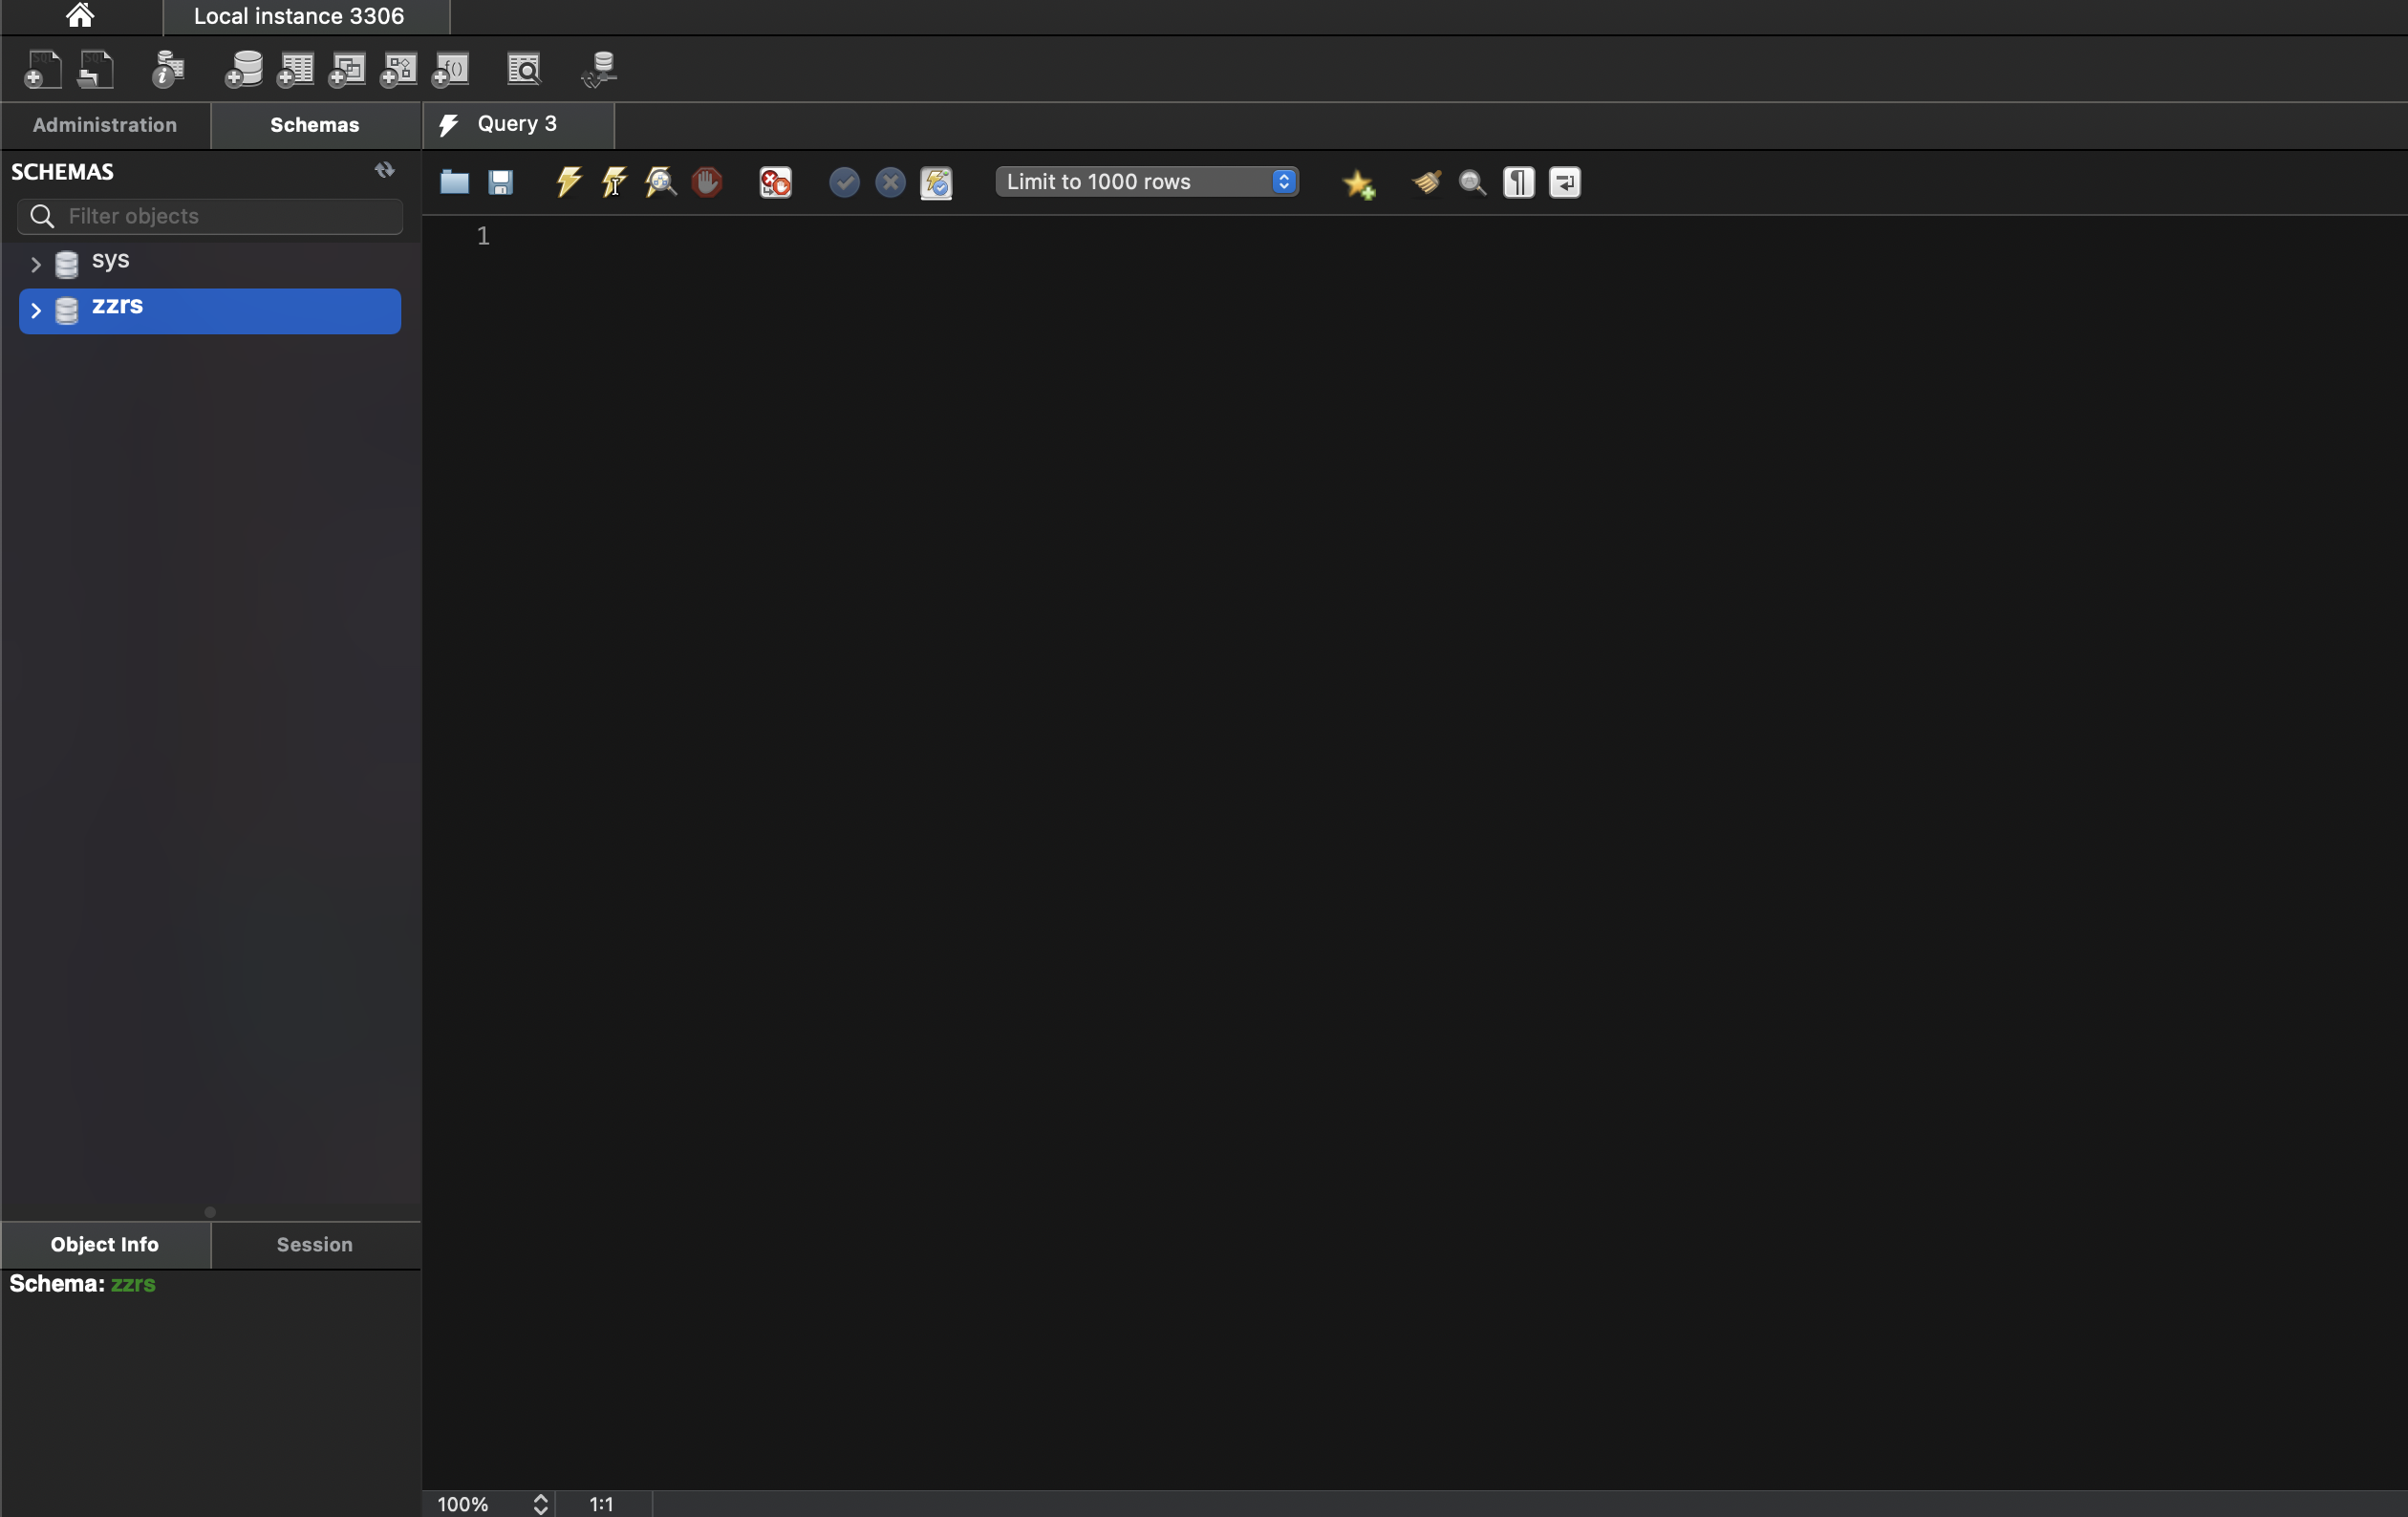 Local instance 3306
Administration
Schemas
Query 3
SCHEMAS
Limit to 1000 rows
Filter objects
1
sys
zzrs
Object Info
Session
Schema: zzrs
100%
1:1